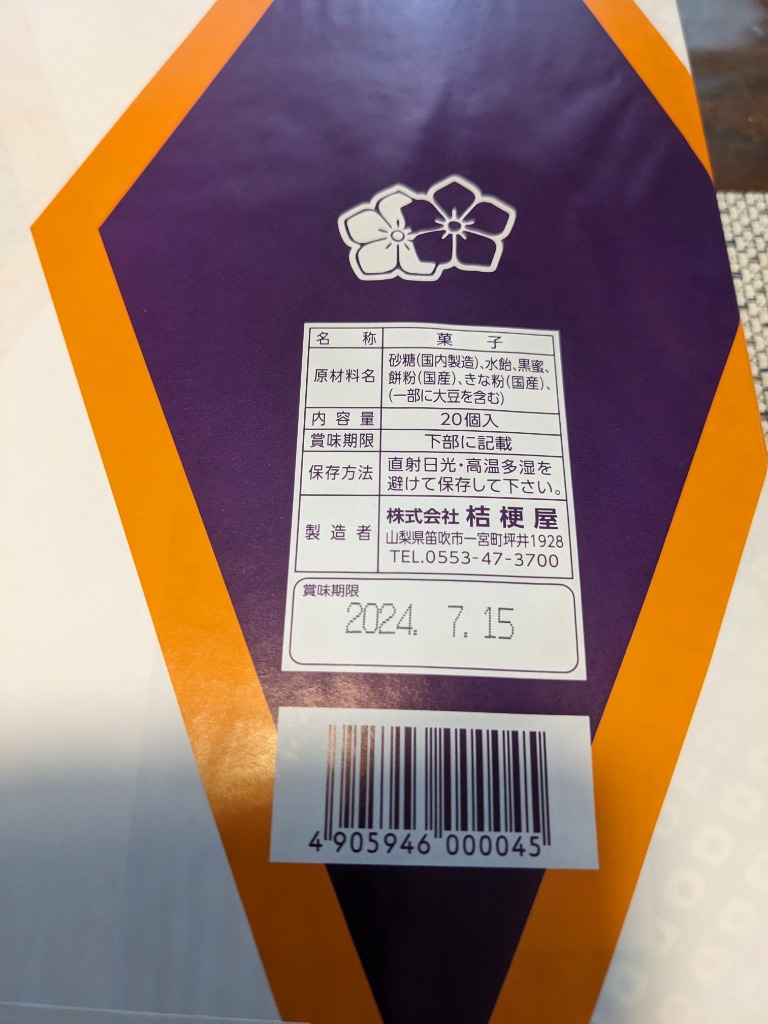 名称 菓子
原材料名 砂糖(国内製造)、水飴、黒蜜、
餅粉(国産)、きな粉(国産)、
(一部に大豆を含む)
内容量 20個入
賞味期限 下部に記載
保存方法 直射日光・高温多湿を
避けて保存して下さい。
製造者 株式会社 桔梗屋
山梨県笛吹市一宮町坪井1928
TEL.0553-47-3700
賞味期限
2024. 7. 15
4 905946 000045